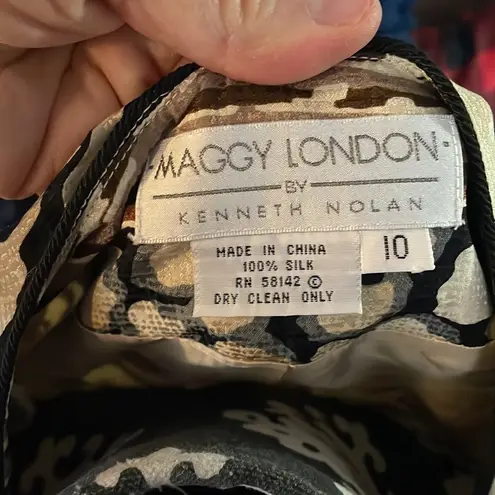 ·MAGGY LONDON·
BY
KENNETH NOLAN
MADE IN CHINA
100% SILK
RN 58142 ©
DRY CLEAN ONLY
10